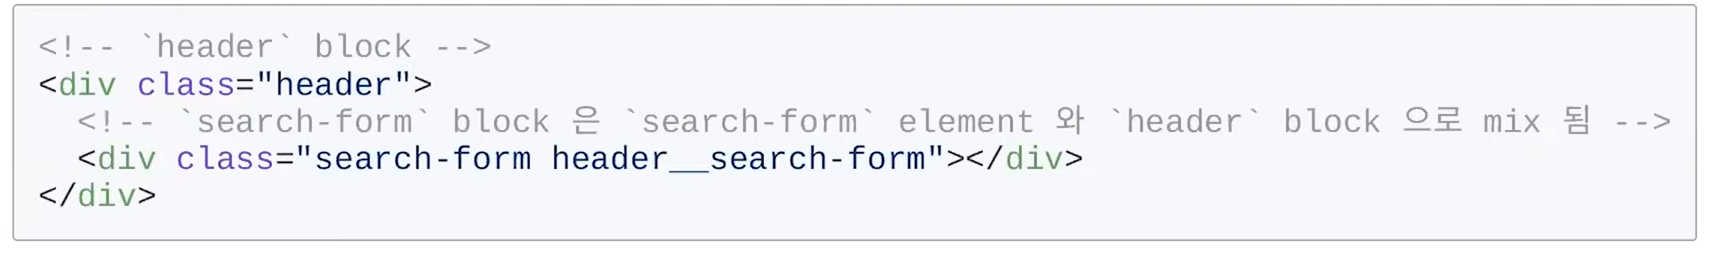 <!-- `header` block -->
<div class="header">
<!-- `search-form` block 은 `search-form` element 와 `header` block 으로 mix 됨 -->
<div class="search-form header__search-form"></div>
</div>